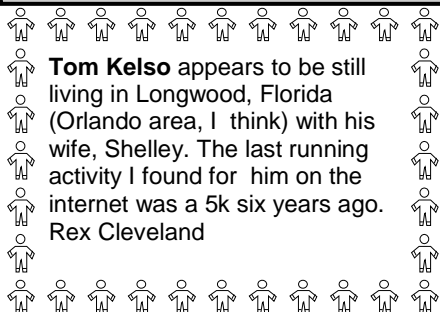 Tom Kelso appears to be still
living in Longwood, Florida
(Orlando area, I think) with his
wife, Shelley. The last running
activity I found for him on the
internet was a 5k six years ago.
Rex Cleveland